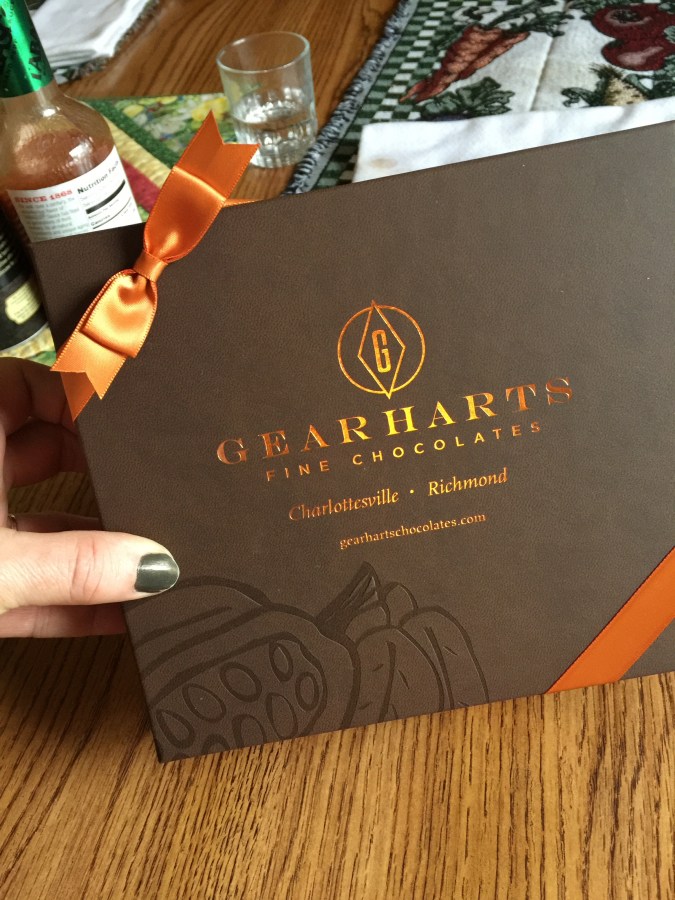 SINCE 1868
Nutrition Facts
G
GEARHARTS
FINE CHOCOLATES
Charlottesville • Richmond
gearhartschocolates.com